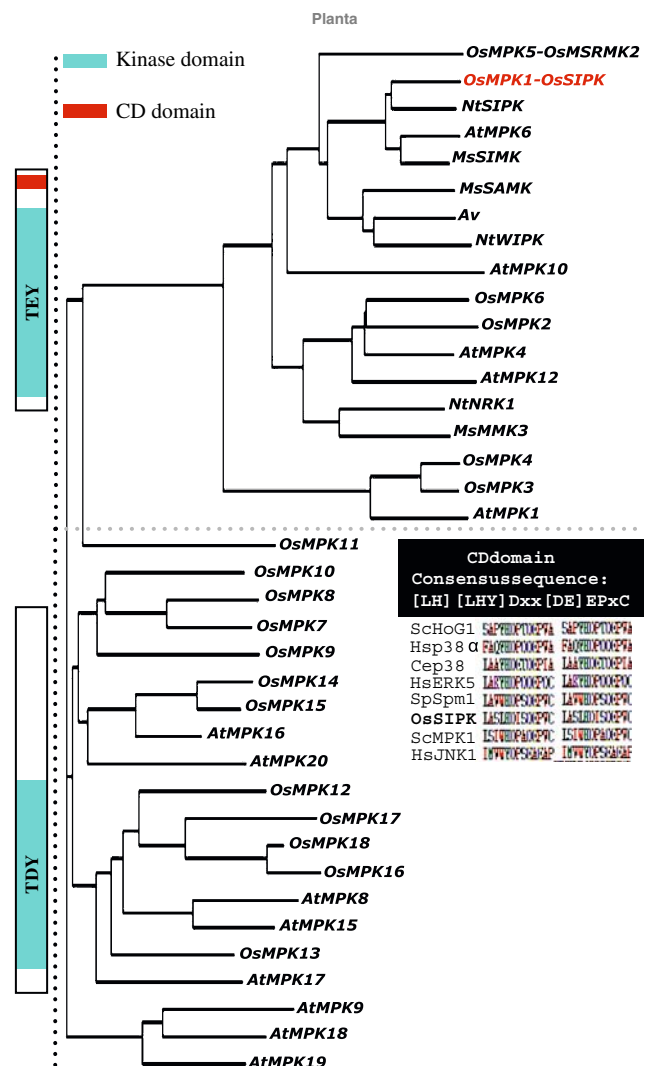 Planta
Kinase domain
CD domain
TEY
TDY
OsMPK5-OsMSRMK2
OsMPK1-OsSIPK
NtSIPK
AtMPK6
MsSIMK
MsSAMK
Av
NtWIPK
AtMPK10
OsMPK6
OsMPK2
AtMPK4
AtMPK12
NtNRK1
MsMMK3
OsMPK4
OsMPK3
AtMPK1
OsMPK11
OsMPK10
OsMPK8
OsMPK7
OsMPK9
OsMPK14
OsMPK15
AtMPK16
AtMPK20
OsMPK12
OsMPK17
OsMPK18
OsMPK16
AtMPK8
AtMPK15
OsMPK13
AtMPK17
AtMPK9
AtMPK18
AtMPK19
CDdomain
Consensussequence:
[LH][LHY]Dxx[DE]EPxC
ScHoG1
Hsp38α
Cep38
HsERK5
SpSpm1
OsSIPK
ScMPK1
HsJNK1